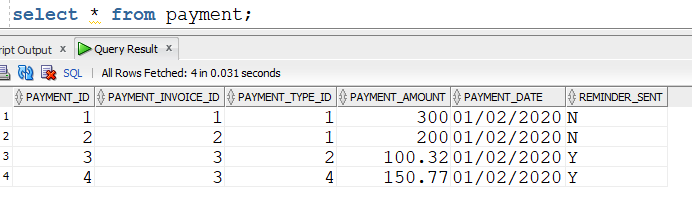 select * from payment;
ript Output x Query Result x
SQL All Rows Fetched: 4 in 0.031 seconds
PAYMENT_ID PAYMENT_INVOICE_ID PAYMENT_TYPE_ID PAYMENT_AMOUNT PAYMENT_DATE REMINDER_SENT
1 1 1 1 300 01/02/2020 N
2 2 2 1 200 01/02/2020 N
3 3 3 2 100.32 01/02/2020 Y
4 4 3 4 150.77 01/02/2020 Y